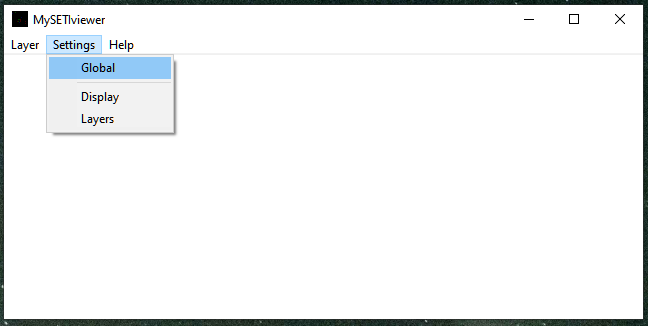 MySETIviewer
Layer Settings Help
Global
Display
Layers